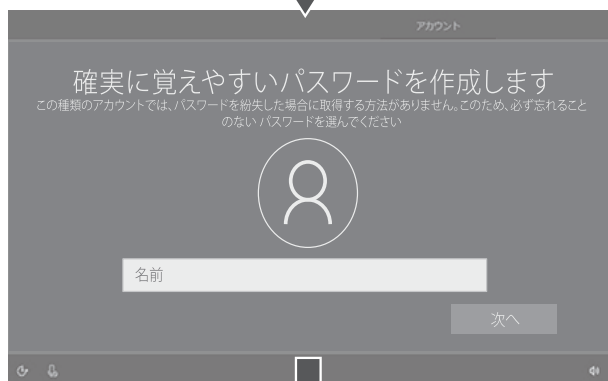 アカウント
確実に覚えやすいパスワードを作成します
この種類のアカウントでは、パスワードを紛失した場合に取得する方法がありません。このため、必ず忘れること
のない パスワードを選んでください
名前
次へ